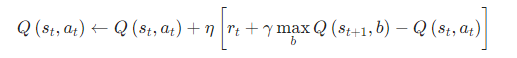 Q (s_t, a_t) ← Q (s_t, a_t) + η [ r_t + γ max_b Q (s_{t+1}, b) − Q (s_t, a_t) ]